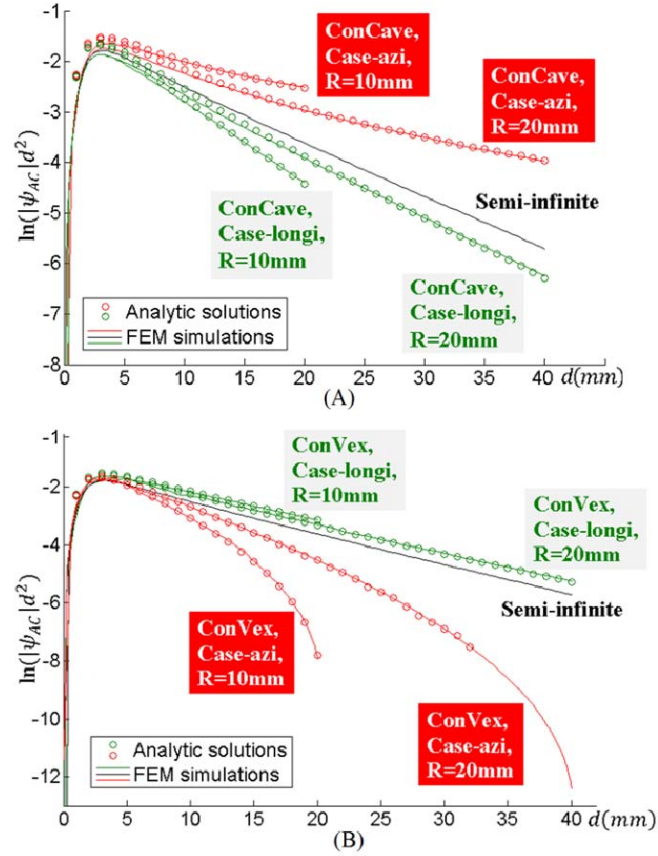 -1
-2
-3
-4
-5
-6
-7
-8
ln(|ψ_AC|d²)
ConCave,
Case-azi,
R=10mm
ConCave,
Case-azi,
R=20mm
Semi-infinite
ConCave,
Case-longi,
R=10mm
ConCave,
Case-longi,
R=20mm
Analytic solutions
FEM simulations
0 5 10 15 20 25 30 35 40 d(mm)
(A)
-1
-2
-4
-6
-8
-10
-12
ln(|ψ_AC|d²)
ConVex,
Case-longi,
R=10mm
ConVex,
Case-longi,
R=20mm
Semi-infinite
ConVex,
Case-azi,
R=10mm
ConVex,
Case-azi,
R=20mm
Analytic solutions
FEM simulations
0 5 10 15 20 25 30 35 40 d(mm)
(B)